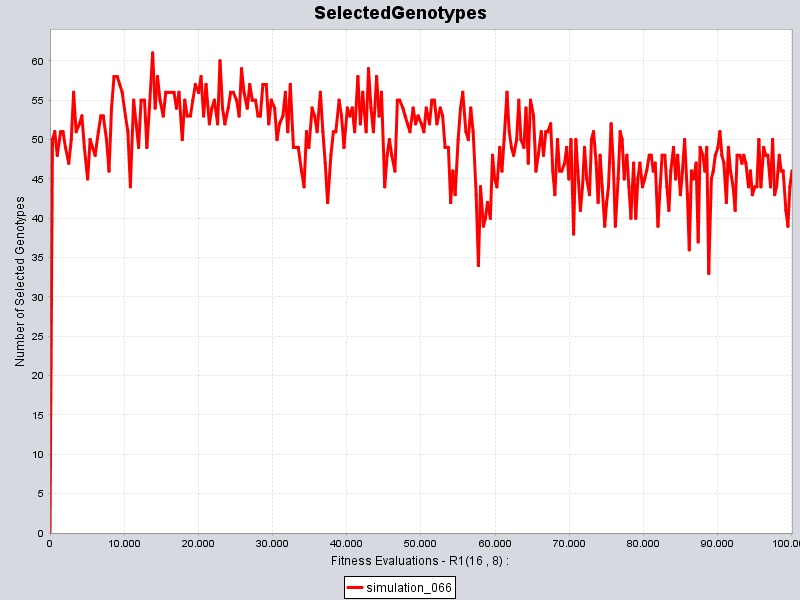 SelectedGenotypes
Number of Selected Genotypes
60
55
50
45
40
35
30
25
20
15
10
5
0
0 10.000 20.000 30.000 40.000 50.000 60.000 70.000 80.000 90.000 100.00
Fitness Evaluations - R1(16 , 8) :
simulation_066